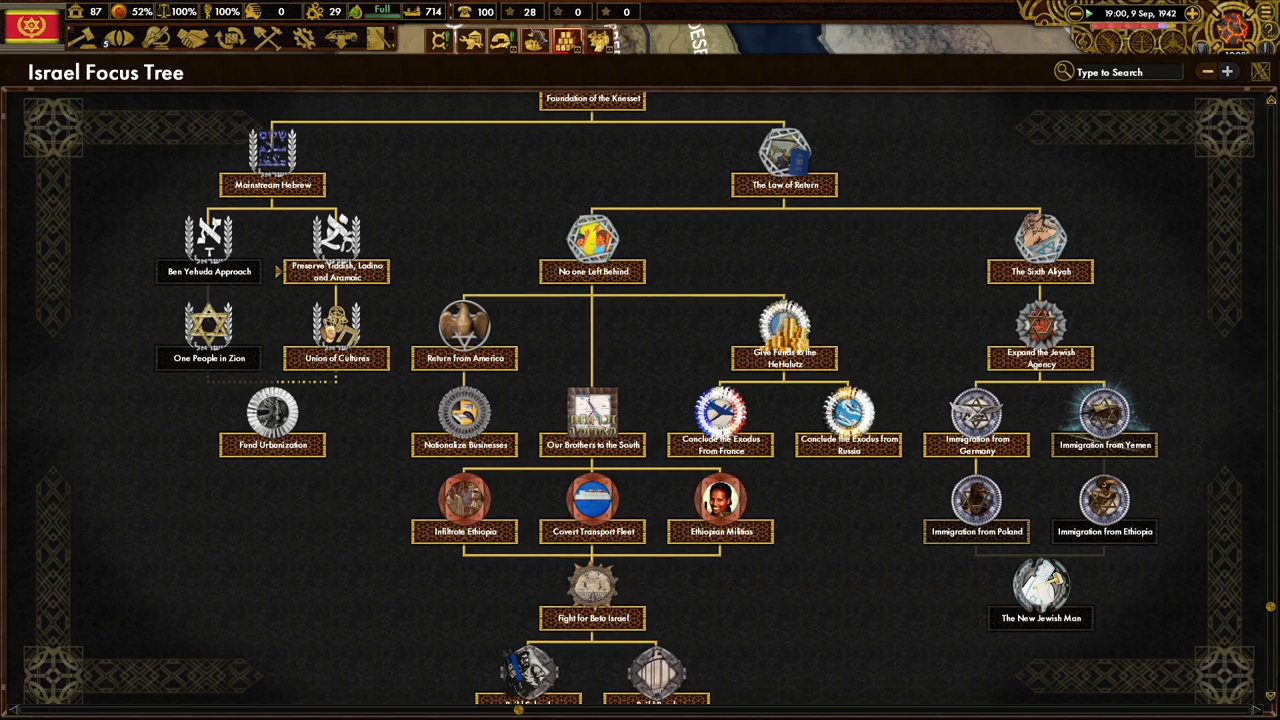 87 52% 100% 100% 0 29 Full 714 100 28 0 0 19:00, 9 Sep, 1942
5
DESE
100%
Israel Focus Tree
Type to Search
Foundation of the Knesset
Mainstream Hebrew
The Law of Return
Ben Yehuda Approach
Preserve Yiddish, Ladino
and Aramaic
No one Left Behind
The Sixth Aliyah
One People in Zion
Union of Cultures
Return from America
Give Funds to the
HeHalutz
Expand the Jewish
Agency
Fund Urbanization
Nationalize Businesses
Our Brothers to the South
Conclude the Exodus
From France
Conclude the Exodus from
Russia
Immigration from
Germany
Immigration from Yemen
Infiltrate Ethiopia
Covert Transport Fleet
Ethiopian Militias
Immigration from Poland
Immigration from Ethiopia
Fight for Beta Israel
The New Jewish Man